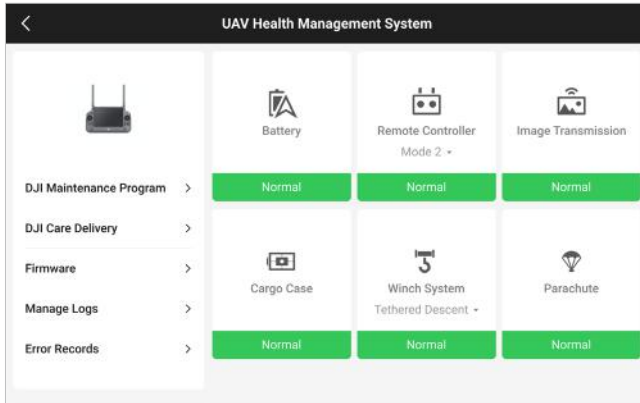 UAV Health Management System
DJI Maintenance Program
DJI Care Delivery
Firmware
Manage Logs
Error Records
Battery
Normal
Remote Controller
Mode 2
Normal
Image Transmission
Normal
Cargo Case
Normal
Winch System
Tethered Descent
Normal
Parachute
Normal